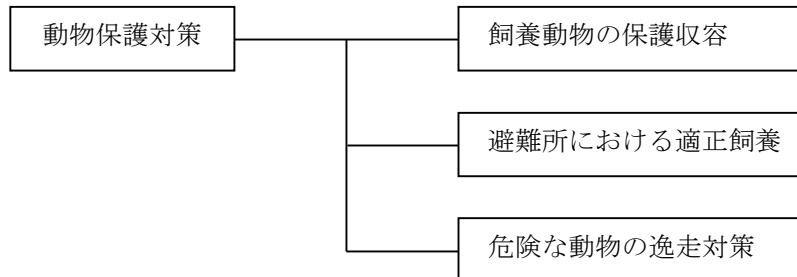 動物保護対策
飼養動物の保護収容
避難所における適正飼養
危険な動物の逸走対策